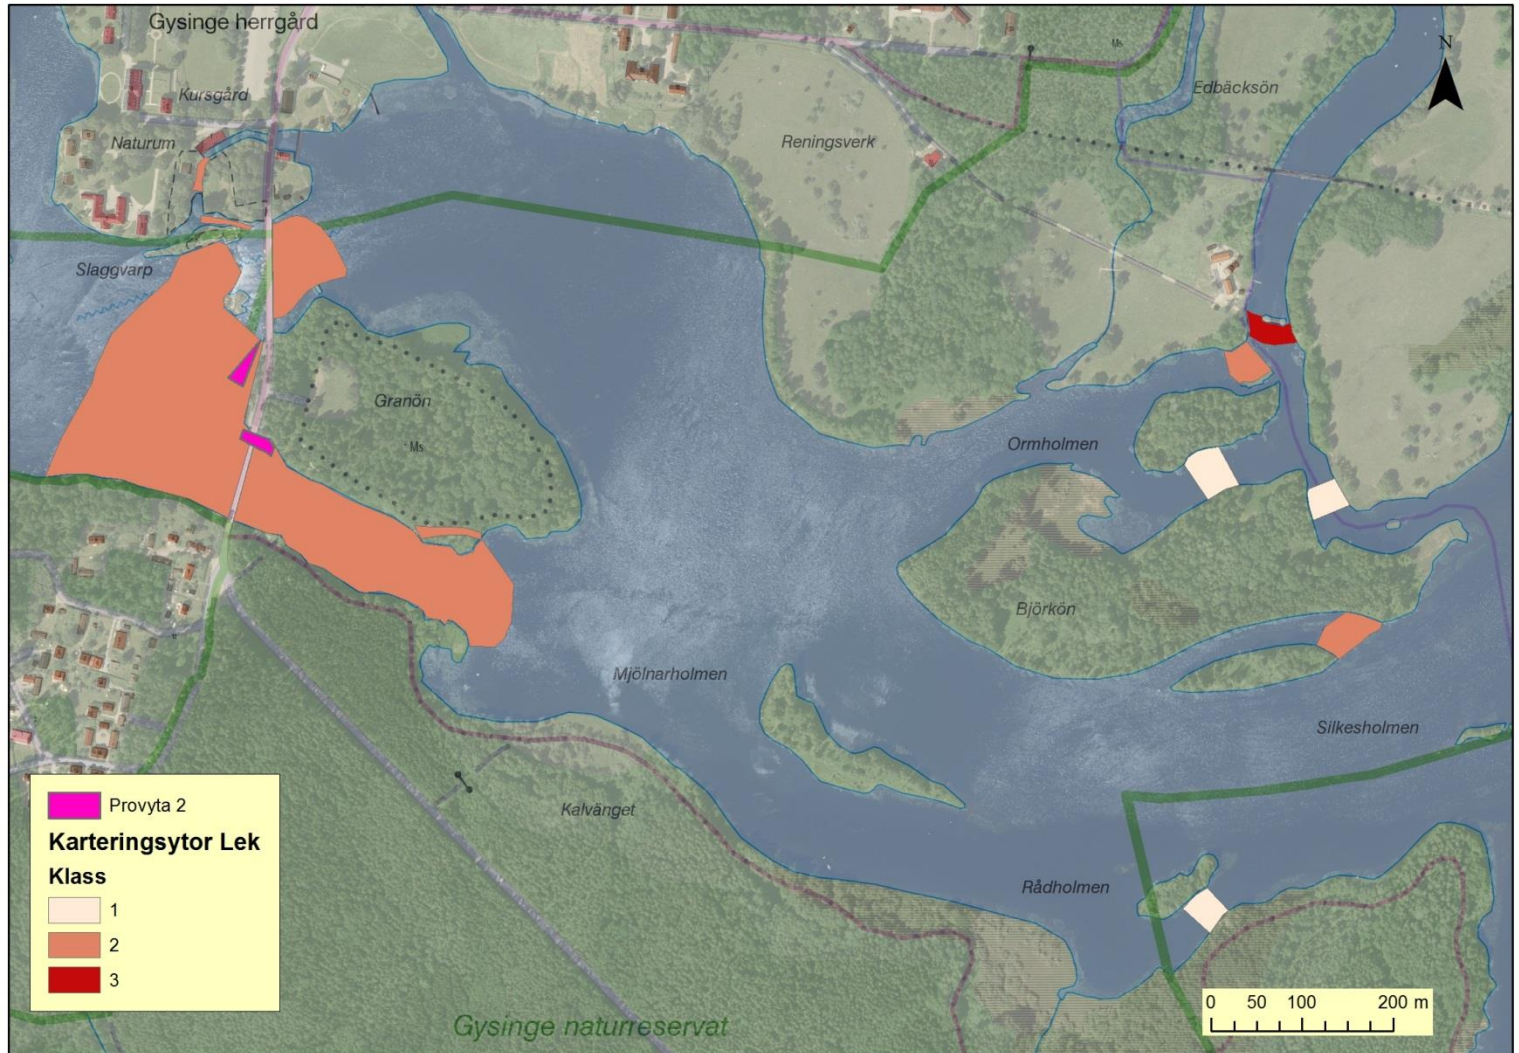 Gysinge herrgård
Ms
N
Kursgård
Edbäcksön
Naturum
Reningsverk
Slaggvarp
Granön
Ms
Ormholmen
Björkön
Mjölnarholmen
Silkesholmen
Kalvänget
Rådholmen
Gysinge naturreservat
Provyta 2
Karteringsytor Lek
Klass
1
2
3
0 50 100 200 m